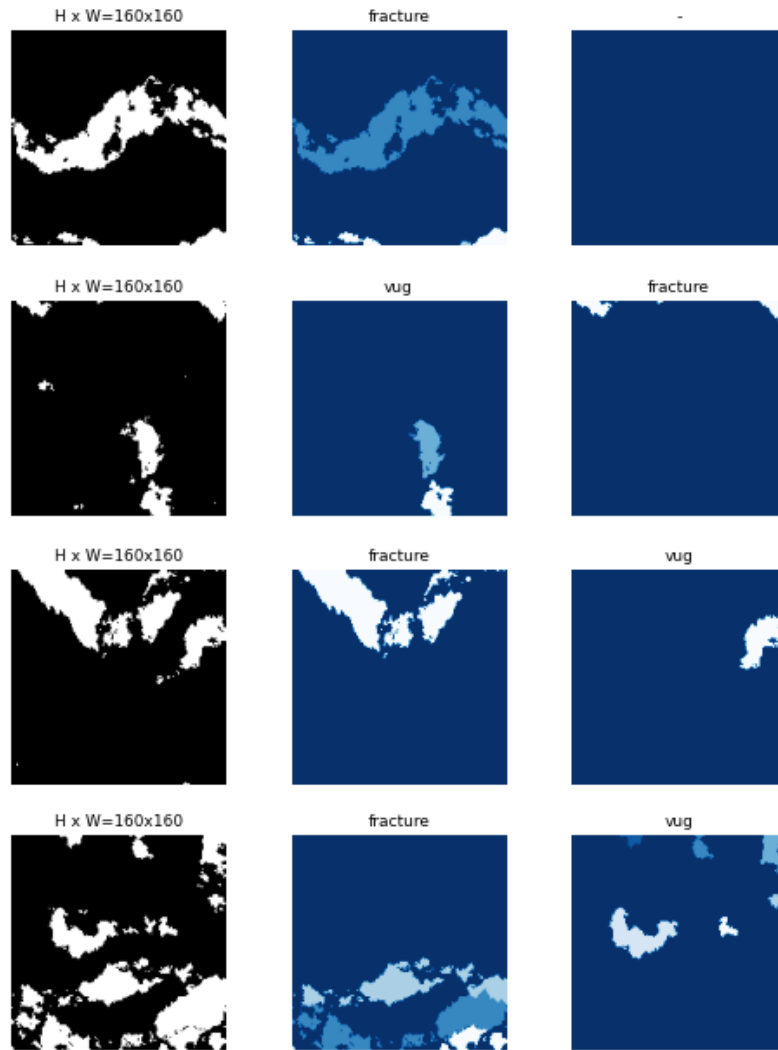 H x W=160x160
fracture
-
H x W=160x160
vug
fracture
H x W=160x160
fracture
vug
H x W=160x160
fracture
vug